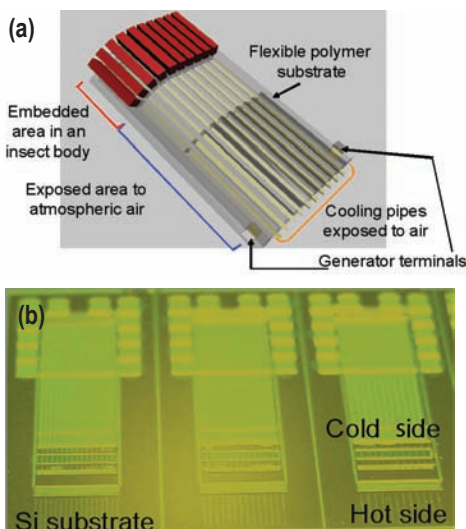 (a)
Flexible polymer
substrate
Embedded
area in an
insect body
Exposed area to
atmospheric air
Cooling pipes
exposed to air
Generator terminals
(b)
Cold side
Si substrate
Hot side